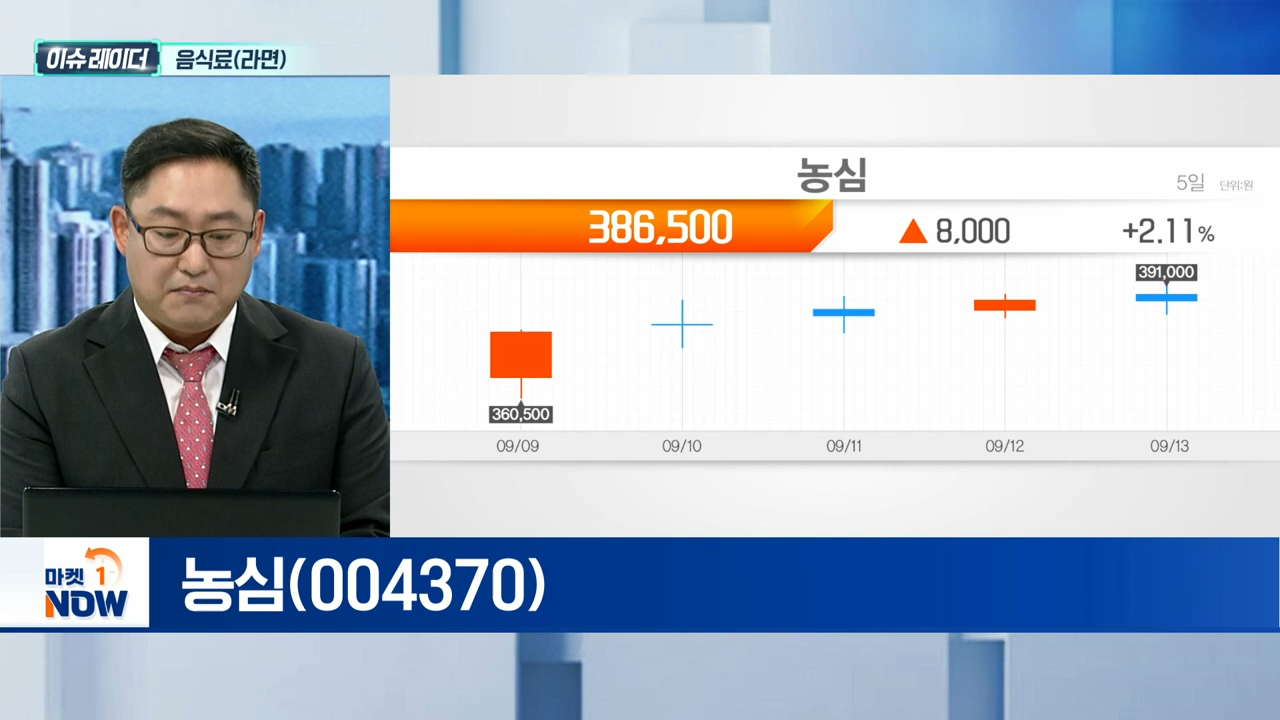 이슈 레이더 음식료(라면)
농심
5일 단위:원
386,500 ▲ 8,000 +2.11%
391,000
360,500
09/09 09/10 09/11 09/12 09/13
마켓 1
NOW
농심(004370)